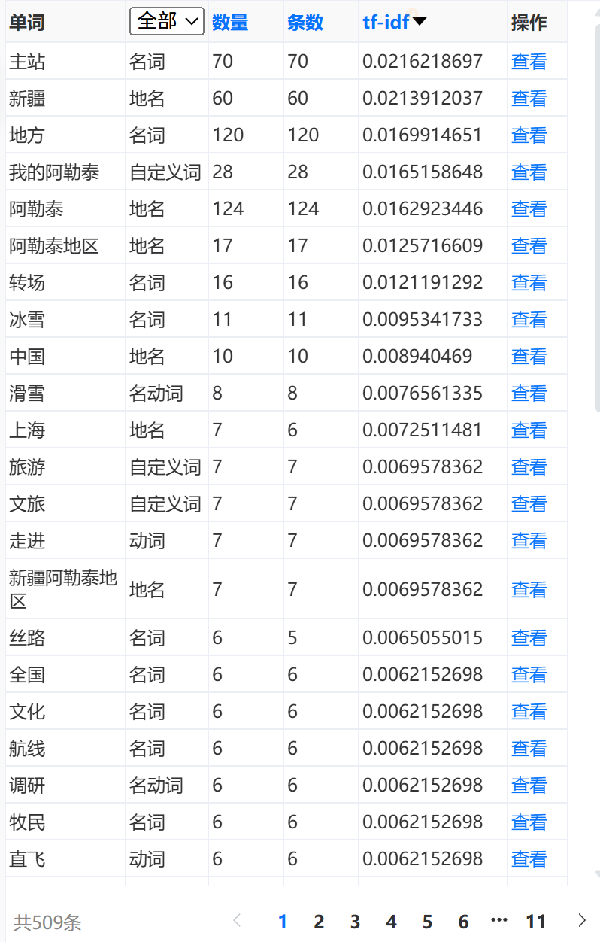 单词 全部 数量 条数 tf-idf 操作
主站 名词 70 70 0.0216218697 查看
新疆 地名 60 60 0.0213912037 查看
地方 名词 120 120 0.0169914651 查看
我的阿勒泰 自定义词 28 28 0.0165158648 查看
阿勒泰 地名 124 124 0.0162923446 查看
阿勒泰地区 地名 17 17 0.0125716609 查看
转场 名词 16 16 0.0121191292 查看
冰雪 名词 11 11 0.0095341733 查看
中国 地名 10 10 0.008940469 查看
滑雪 名动词 8 8 0.0076561335 查看
上海 地名 7 6 0.0072511481 查看
旅游 自定义词 7 7 0.0069578362 查看
文旅 自定义词 7 7 0.0069578362 查看
走进 动词 7 7 0.0069578362 查看
新疆阿勒泰地
区 地名 7 7 0.0069578362 查看
丝路 名词 6 5 0.0065055015 查看
全国 名词 6 6 0.0062152698 查看
文化 名词 6 6 0.0062152698 查看
航线 名词 6 6 0.0062152698 查看
调研 名动词 6 6 0.0062152698 查看
牧民 名词 6 6 0.0062152698 查看
直飞 动词 6 6 0.0062152698 查看
共509条 1 2 3 4 5 6 ··· 11